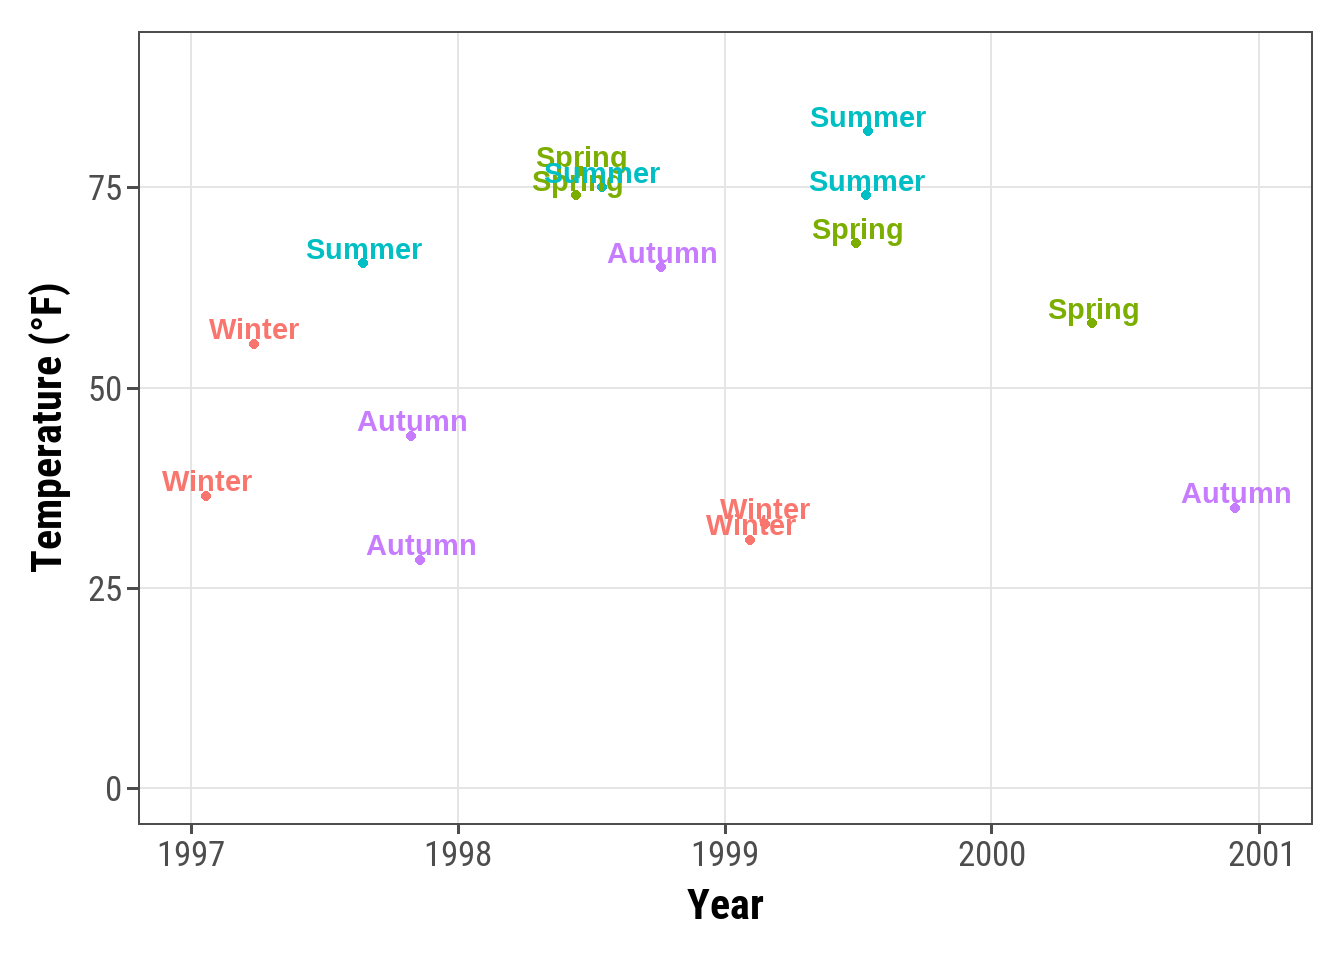 Summer
Spring
Summer
Spring
Summer
Spring
Summer
Autumn
Spring
Winter
Autumn
Winter
Autumn
Winter
Winter
Autumn
75
50
25
0
Temperature (°F)
1997 1998 1999 2000 2001
Year